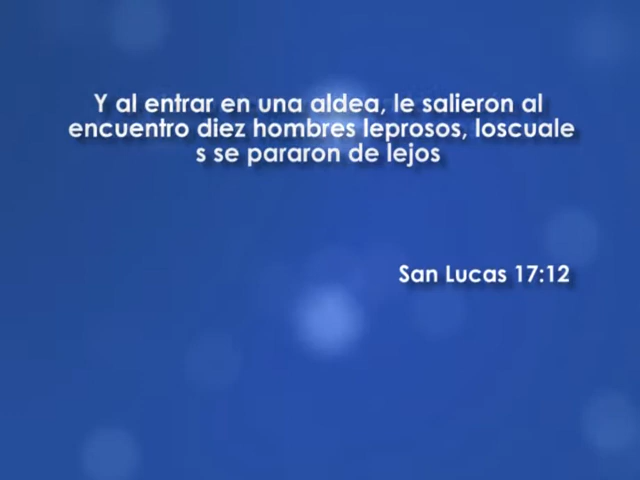 Y al entrar en una aldea, le salieron al
encuentro diez hombres leprosos, loscuale
s se pararon de lejos
San Lucas 17:12